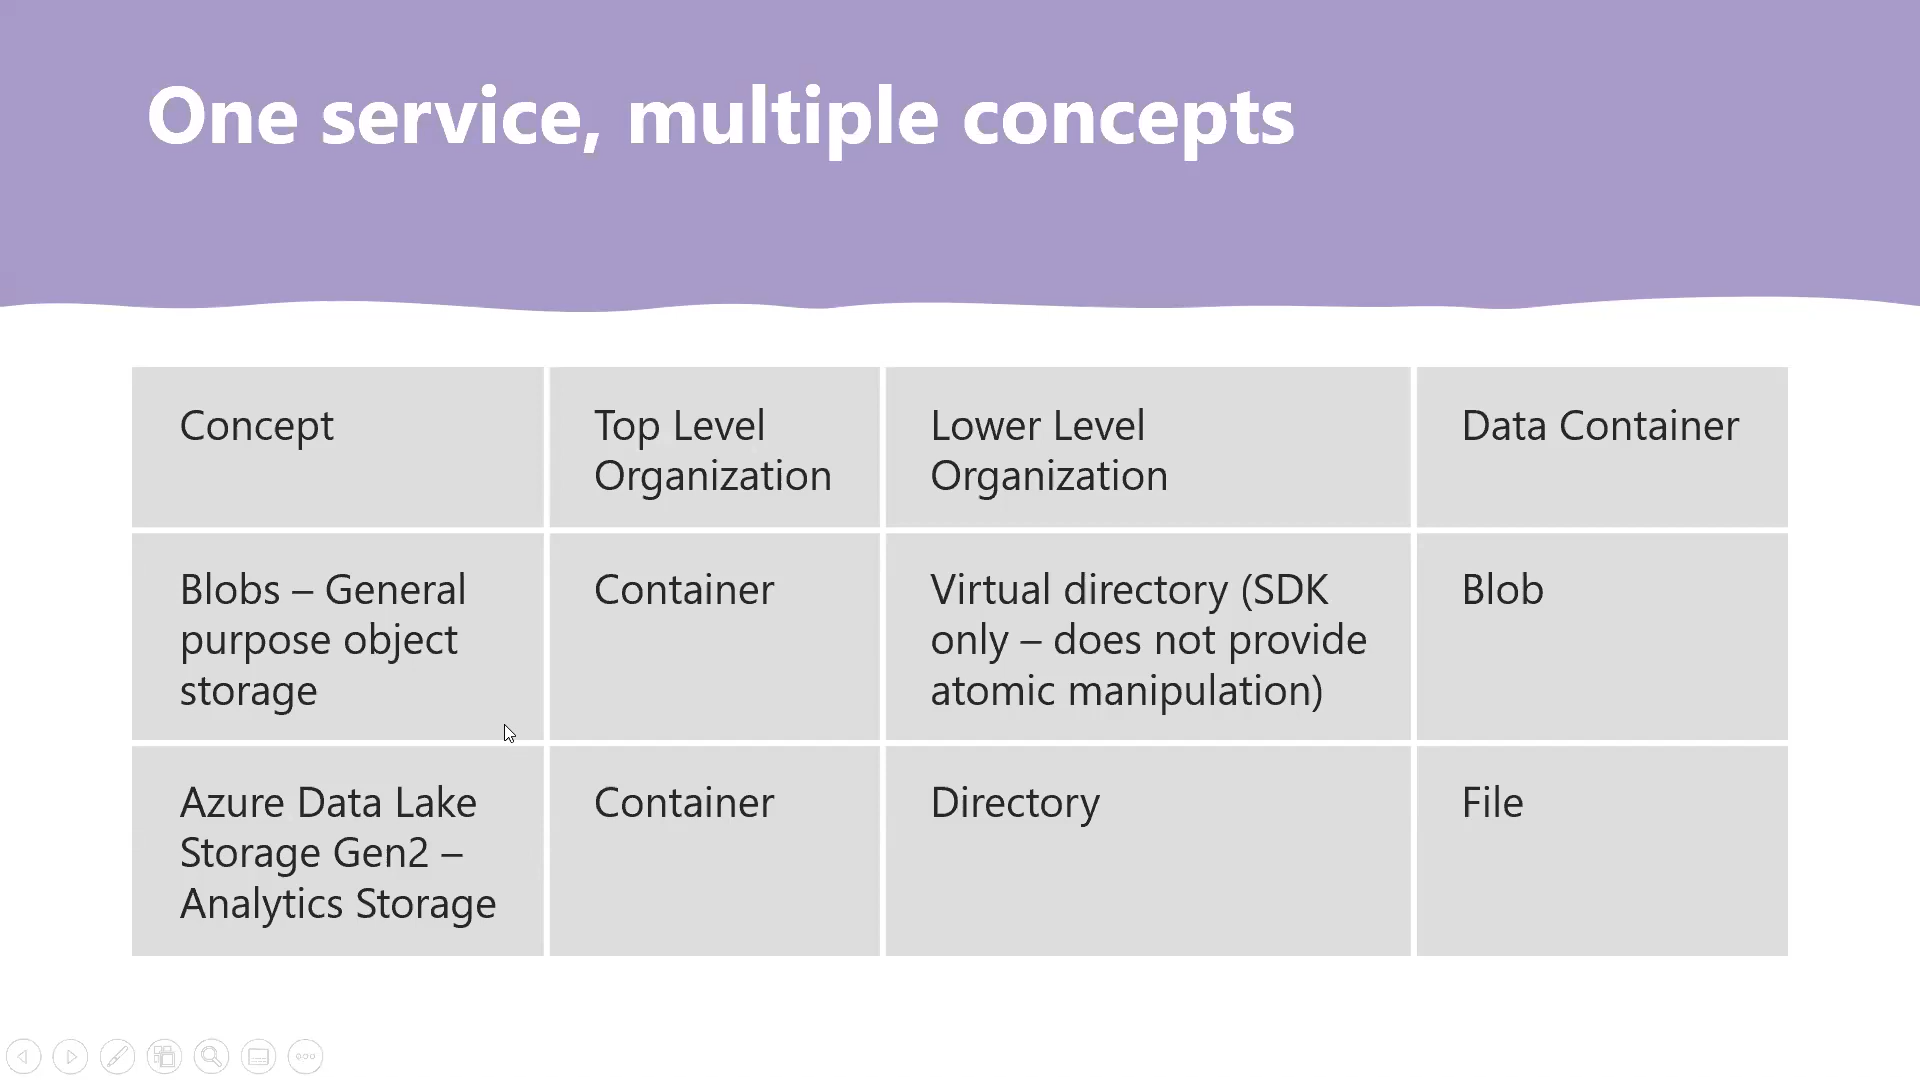 One service, multiple concepts
Concept
Top Level
Organization
Lower Level
Organization
Data Container
Blobs – General
purpose object
storage
Container
Virtual directory (SDK
only – does not provide
atomic manipulation)
Blob
Azure Data Lake
Storage Gen2 –
Analytics Storage
Container
Directory
File